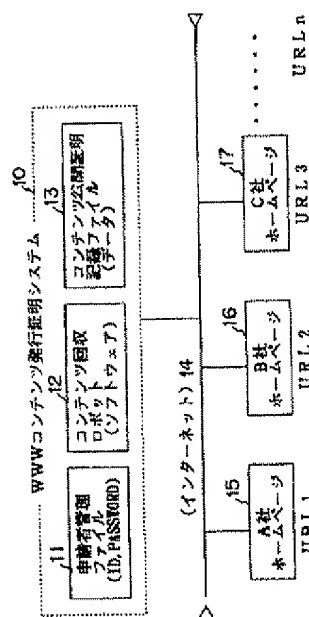 WWWコンテンツ発行証明システム
10
11
申請者管理
ファイル
(ID, PASSWORD)
12
コンテンツ回収
ロボット
(ソフトウェア)
13
コンテンツ公開証明
記録ファイル
(データ)
(インターネット) 14
15
A社
ホームページ
URL1
16
B社
ホームページ
URL2
17
C社
ホームページ
URL3
・・・・・・
URLn